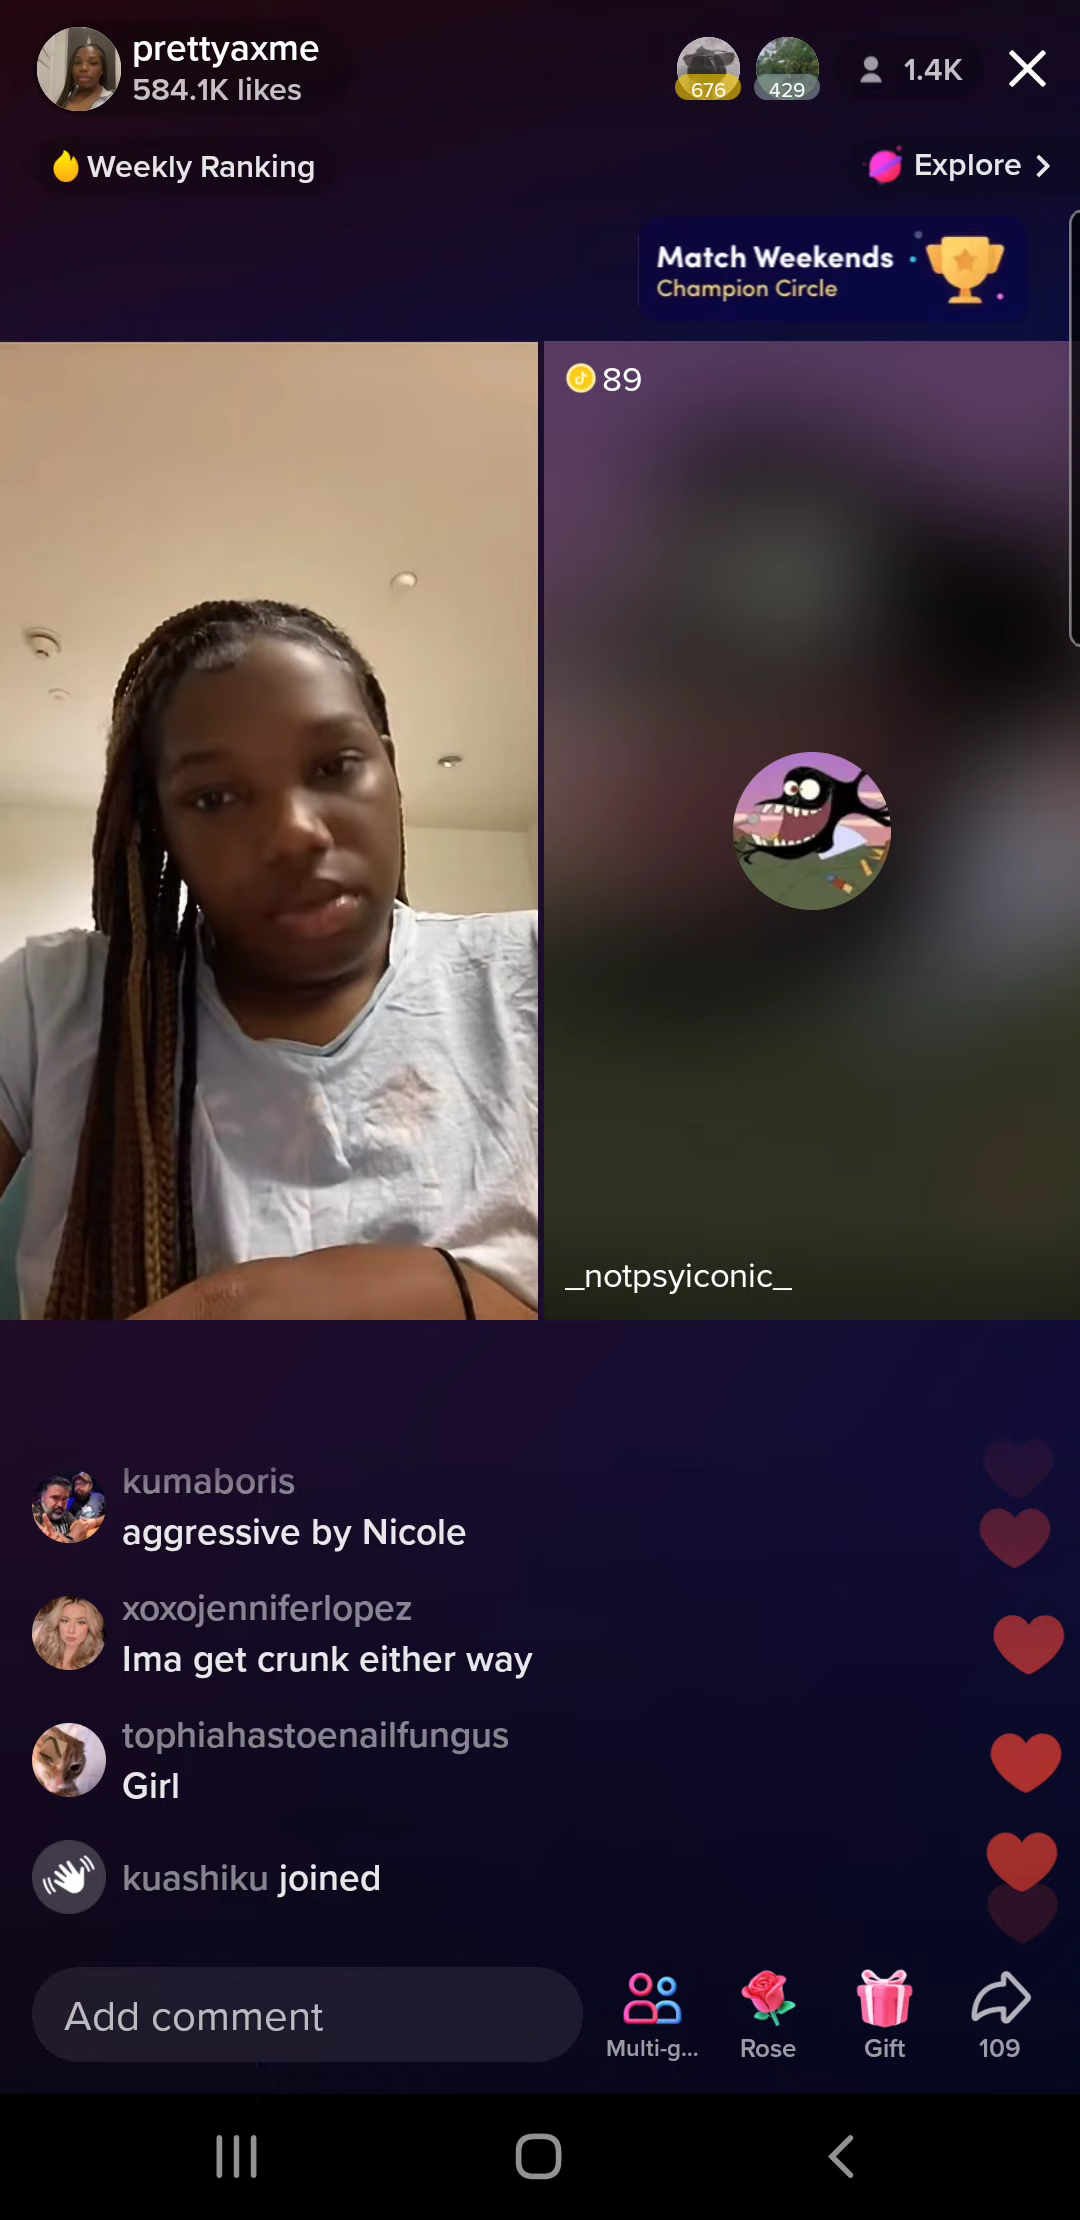 prettyaxme
584.1K likes
676
429
1.4K
Weekly Ranking
Explore
Match Weekends
Champion Circle
89
_notpsyiconic_
kumaboris
aggressive by Nicole
xoxojenniferlopez
Ima get crunk either way
tophiahastoenailfungus
Girl
kuashiku joined
Add comment
Multi-g...
Rose
Gift
109